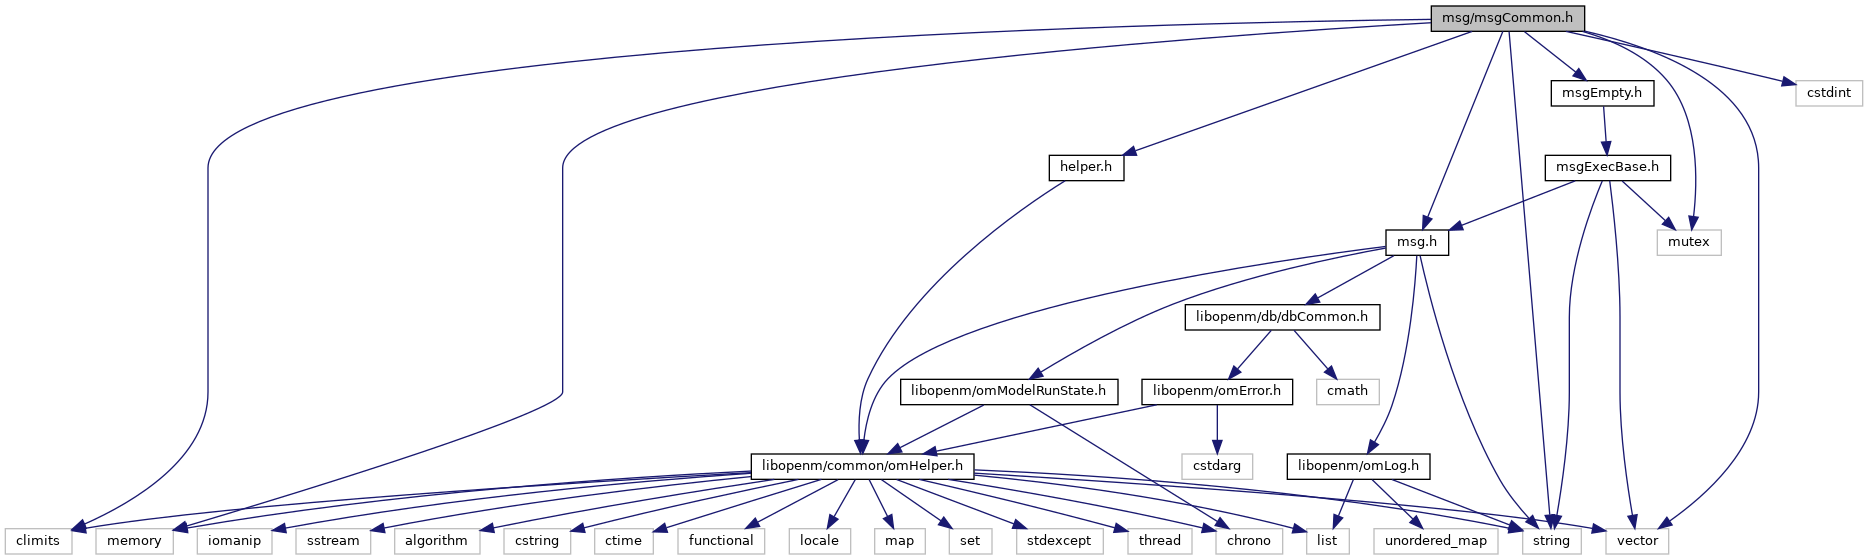 msg/msgCommon.h
msgEmpty.h
cstdint
helper.h
msgExecBase.h
msg.h
mutex
libopenm/db/dbCommon.h
libopenm/omModelRunState.h
libopenm/omError.h
cmath
libopenm/common/omHelper.h
cstdarg
libopenm/omLog.h
climits
memory
iomanip
sstream
algorithm
cstring
ctime
functional
locale
map
set
stdexcept
thread
chrono
list
unordered_map
string
vector